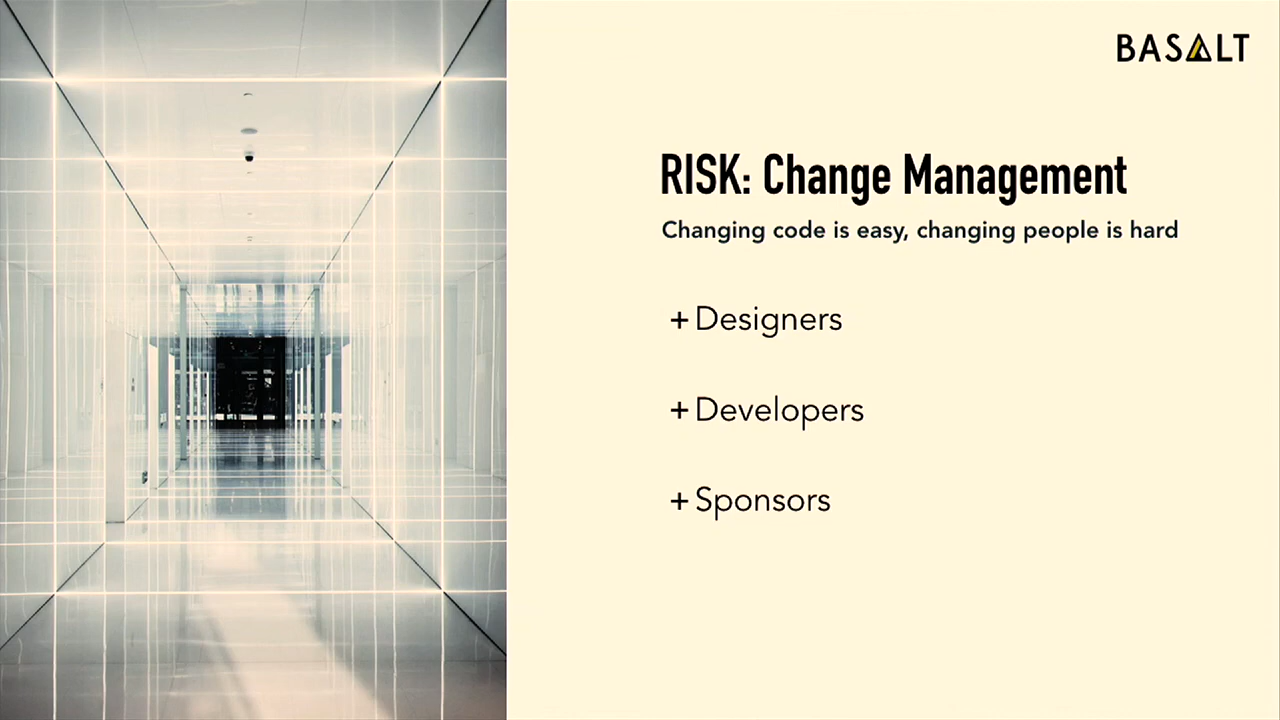 BASALT
RISK: Change Management
Changing code is easy, changing people is hard
+ Designers
+ Developers
+ Sponsors